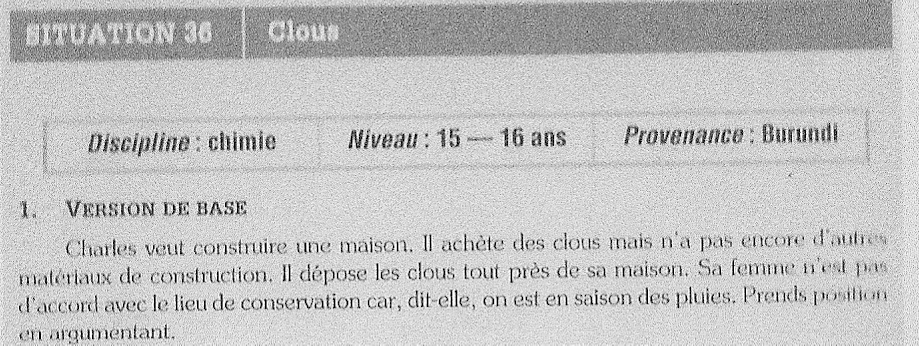 SITUATION 36 Clous
Discipline : chimie Niveau : 15 — 16 ans Provenance : Burundi
1. VERSION DE BASE
Charles veut construire une maison. Il achète des clous mais n'a pas encore d'autres
matériaux de construction. Il dépose les clous tout près de sa maison. Sa femme n'est pas
d'accord avec le lieu de conservation car, dit-elle, on est en saison des pluies. Prends position
en argumentant.